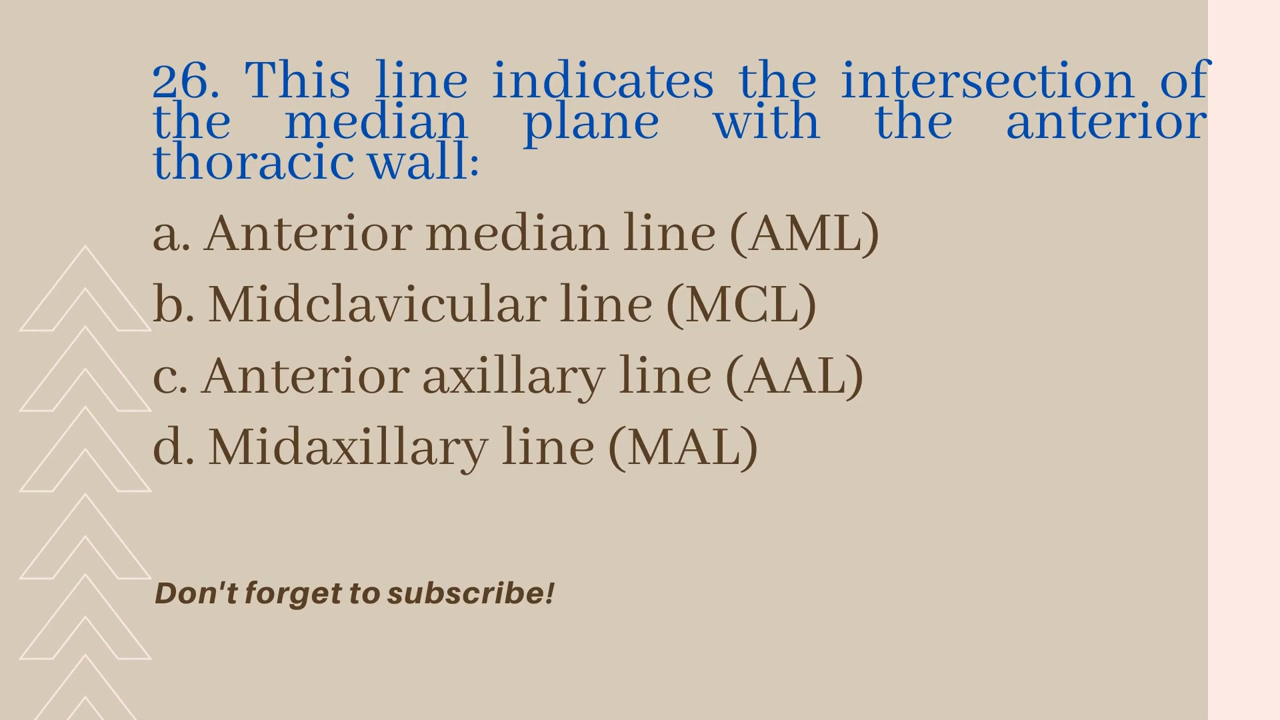 26. This line indicates the intersection of
the median plane with the anterior
thoracic wall:
a. Anterior median line (AML)
b. Midclavicular line (MCL)
c. Anterior axillary line (AAL)
d. Midaxillary line (MAL)
Don't forget to subscribe!